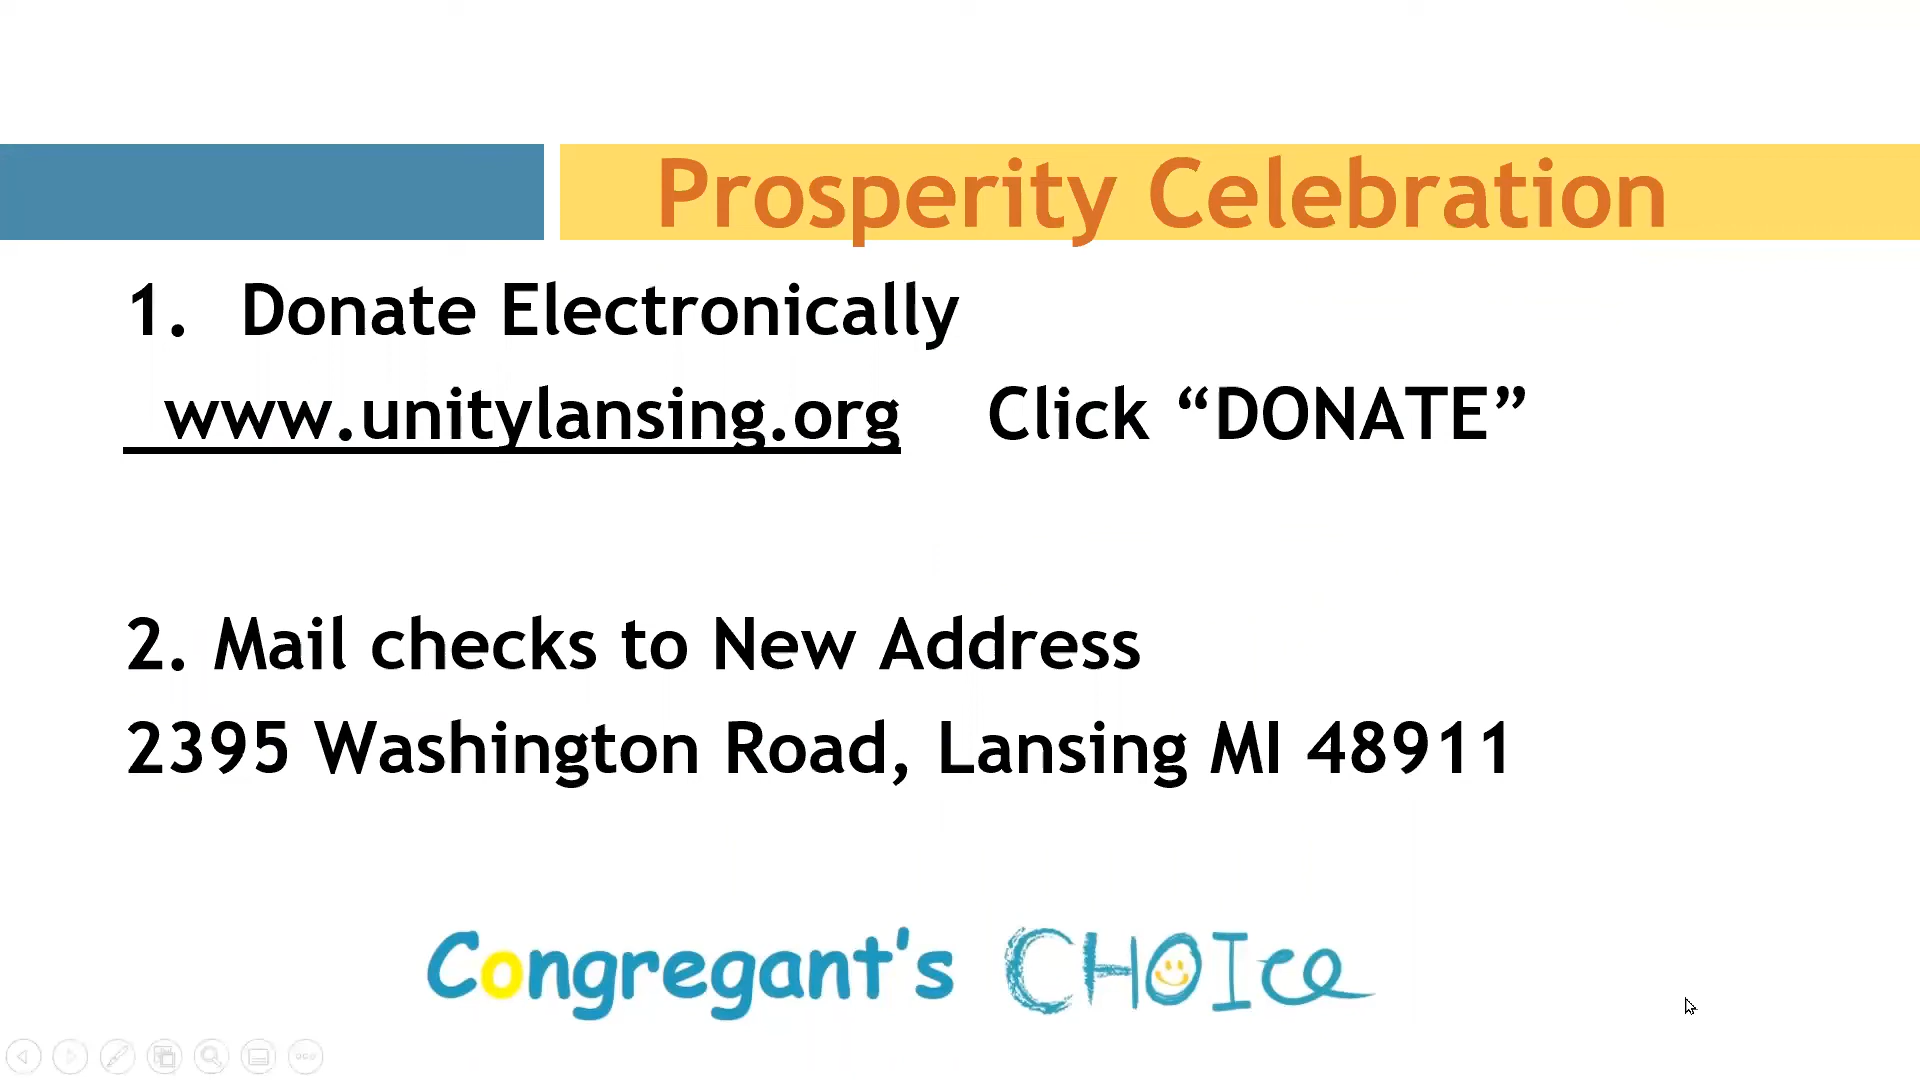 Prosperity Celebration
1. Donate Electronically
www.unitylansing.org Click “DONATE”
2. Mail checks to New Address
2395 Washington Road, Lansing MI 48911
Congregant's CHOIce